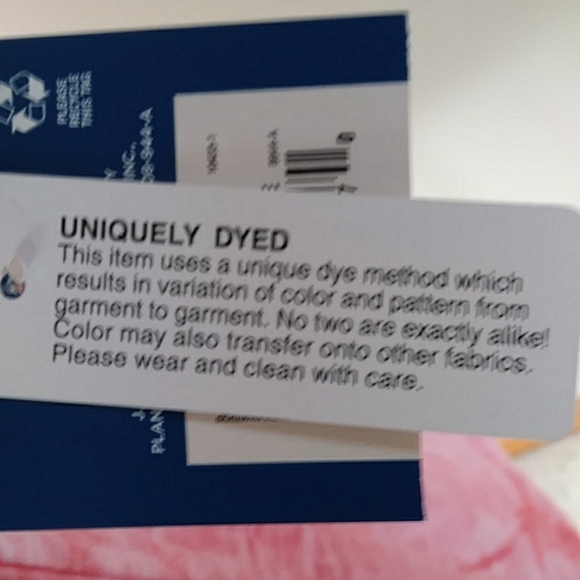 UNIQUELY DYED
This item uses a unique dye method which
results in variation of color and pattern from
garment to garment. No two are exactly alike!
Color may also transfer onto other fabrics.
Please wear and clean with care.
PLEASE
RECYCLE
THIS TAG
INC.,
PLAN